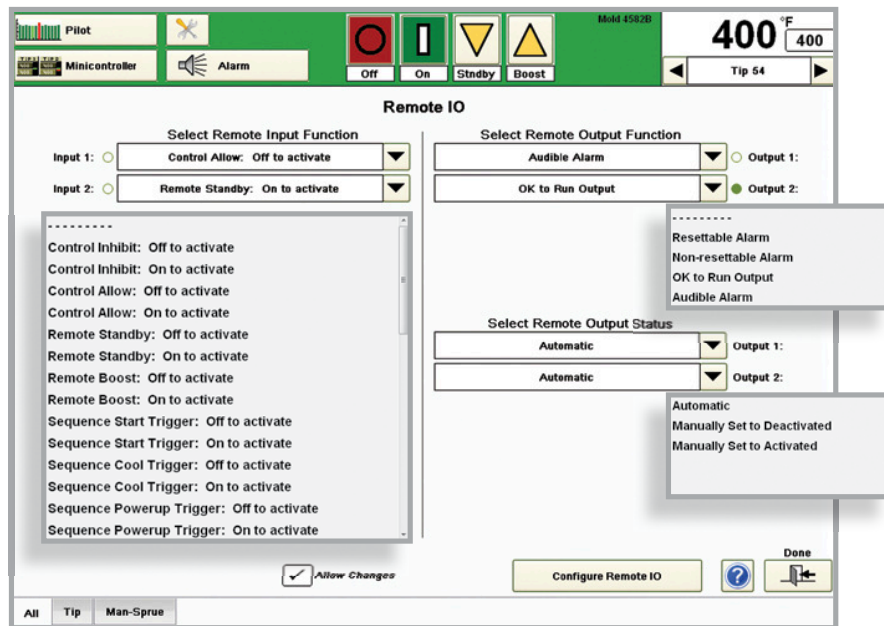 Pilot
Mold 4582B
400 °F
400
Minicontroller
Alarm
Off
On
Stndby
Boost
Tip 54
Remote IO
Select Remote Input Function
Select Remote Output Function
Input 1:
Control Allow: Off to activate
Audible Alarm
Output 1:
Input 2:
Remote Standby: On to activate
OK to Run Output
Output 2:
---------
Control Inhibit: Off to activate
Control Inhibit: On to activate
Control Allow: Off to activate
Control Allow: On to activate
Remote Standby: Off to activate
Remote Standby: On to activate
Remote Boost: Off to activate
Remote Boost: On to activate
Sequence Start Trigger: Off to activate
Sequence Start Trigger: On to activate
Sequence Cool Trigger: Off to activate
Sequence Cool Trigger: On to activate
Sequence Powerup Trigger: Off to activate
Sequence Powerup Trigger: On to activate
---------
Resettable Alarm
Non-resettable Alarm
OK to Run Output
Audible Alarm
Select Remote Output Status
Automatic
Output 1:
Automatic
Output 2:
Automatic
Manually Set to Deactivated
Manually Set to Activated
Allow Changes
Configure Remote IO
?
Done
All
Tip
Man-Sprue